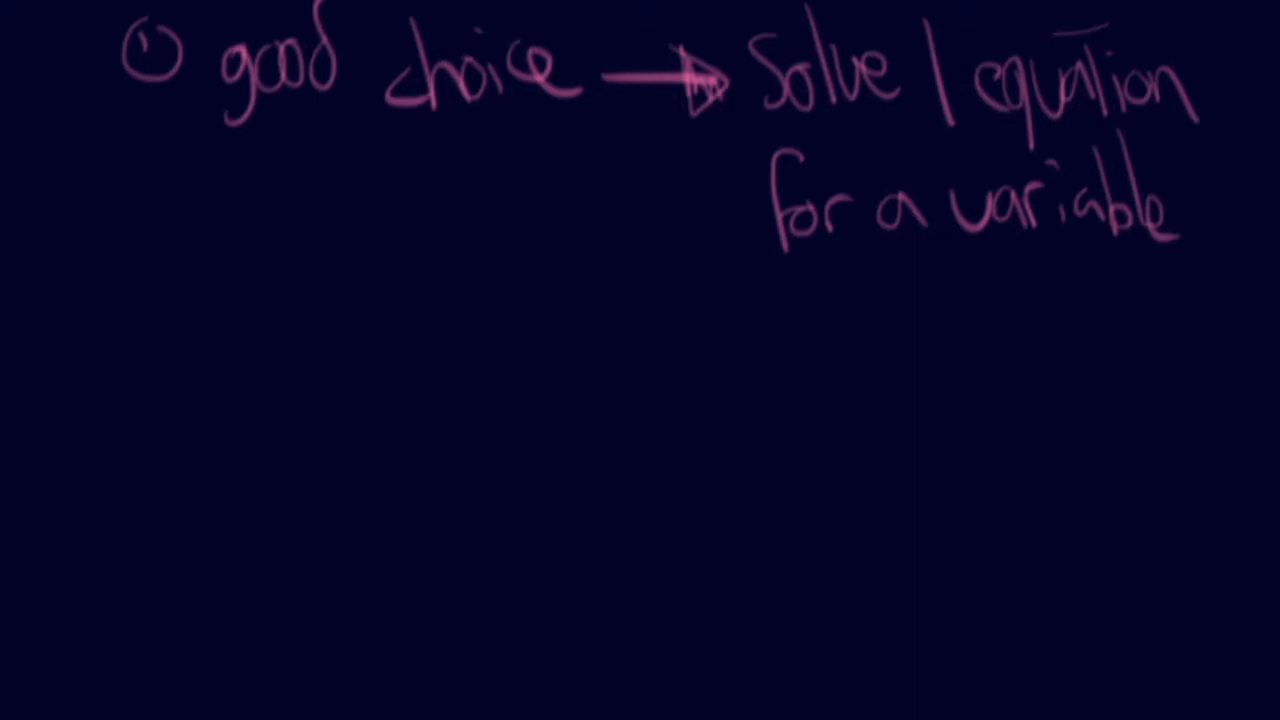 ① good choice → Solve 1 equation
for a variable